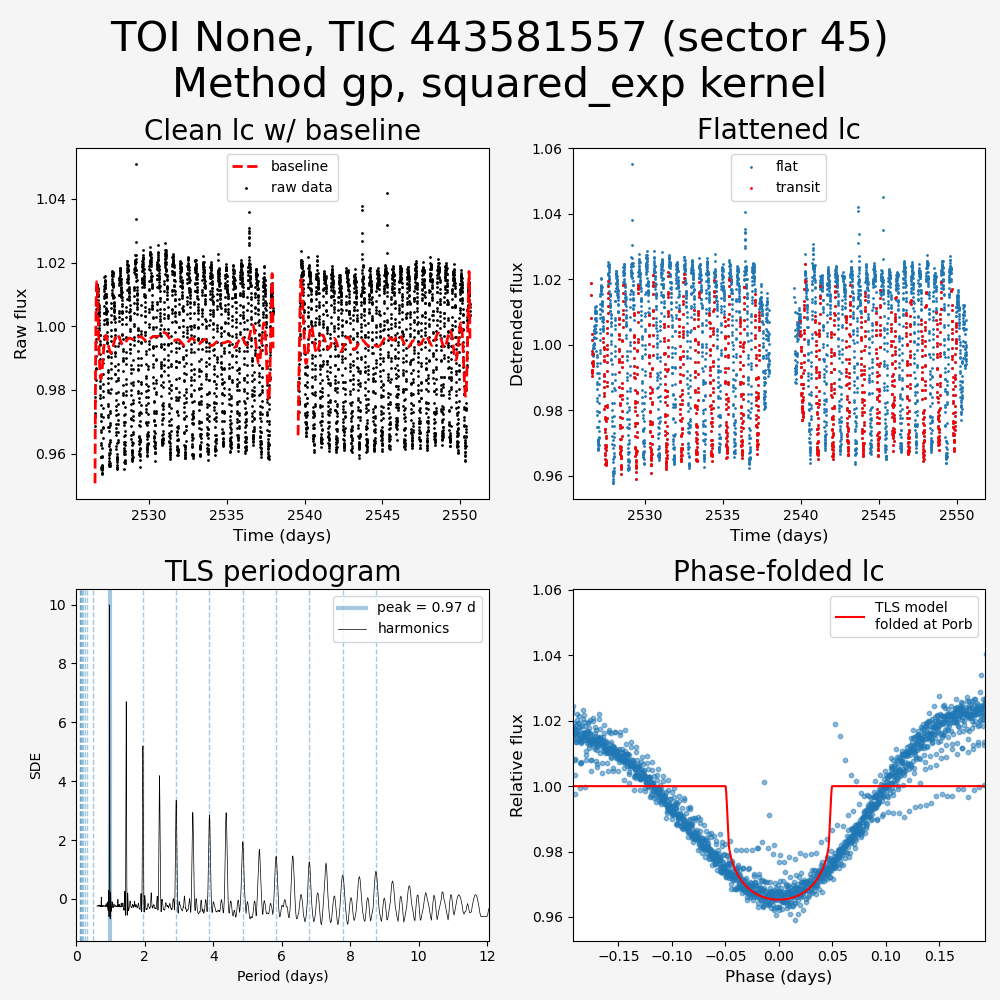 TOI None, TIC 443581557 (sector 45)
Method gp, squared_exp kernel
Clean lc w/ baseline
baseline
raw data
1.04
1.02
1.00
0.98
0.96
Raw flux
2530
2535
2540
2545
2550
Time (days)
Flattened lc
flat
transit
1.06
1.04
1.02
1.00
0.98
0.96
Detrended flux
2530
2535
2540
2545
2550
Time (days)
TLS periodogram
peak = 0.97 d
harmonics
10
8
6
4
2
0
SDE
0
2
4
6
8
10
12
Period (days)
Phase-folded lc
TLS model
folded at Porb
1.06
1.04
1.02
1.00
0.98
0.96
Relative flux
−0.15
−0.10
−0.05
0.00
0.05
0.10
0.15
Phase (days)